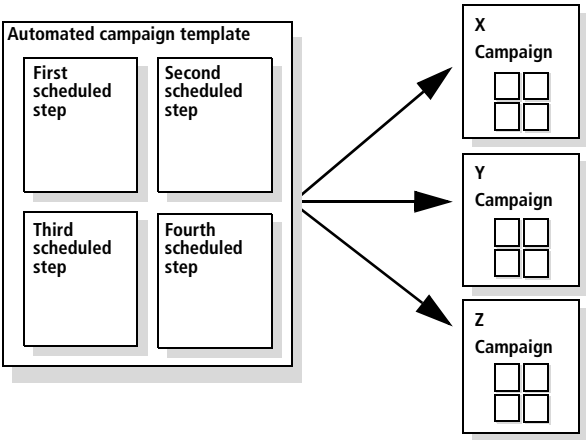 Automated campaign template
First
scheduled
step
Second
scheduled
step
Third
scheduled
step
Fourth
scheduled
step
X
Campaign
Y
Campaign
Z
Campaign